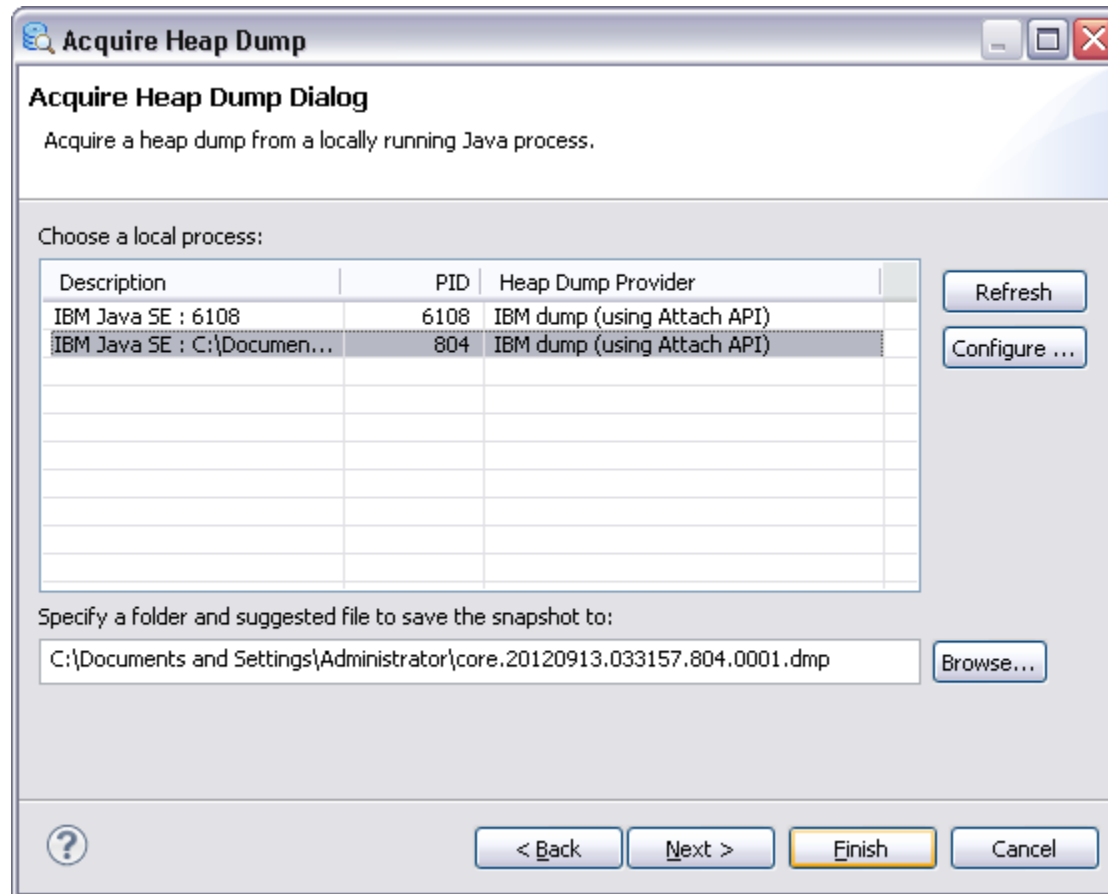 Acquire Heap Dump
Acquire Heap Dump Dialog
Acquire a heap dump from a locally running Java process.
Choose a local process:
Description PID Heap Dump Provider
IBM Java SE : 6108 6108 IBM dump (using Attach API)
IBM Java SE : C:\Documen... 804 IBM dump (using Attach API)
Refresh
Configure ...
Specify a folder and suggested file to save the snapshot to:
C:\Documents and Settings\Administrator\core.20120913.033157.804.0001.dmp
Browse...
?
< Back Next > Finish Cancel